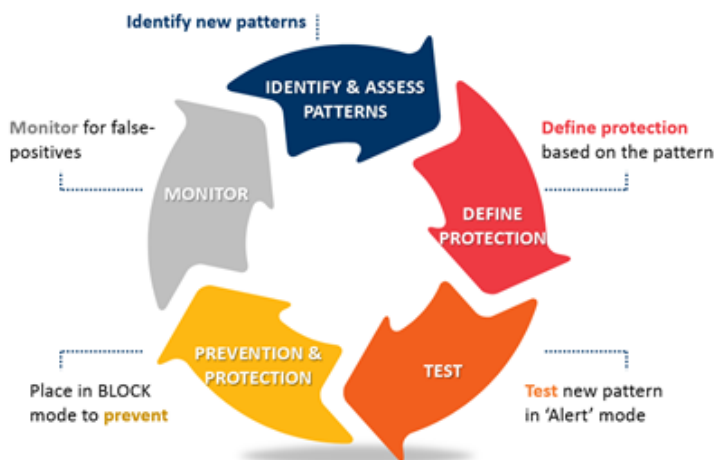 Identify new patterns
IDENTIFY & ASSESS
PATTERNS
Define protection
based on the pattern
DEFINE
PROTECTION
TEST
Test new pattern
in ‘Alert’ mode
PREVENTION &
PROTECTION
Place in BLOCK
mode to prevent
MONITOR
Monitor for false-
positives